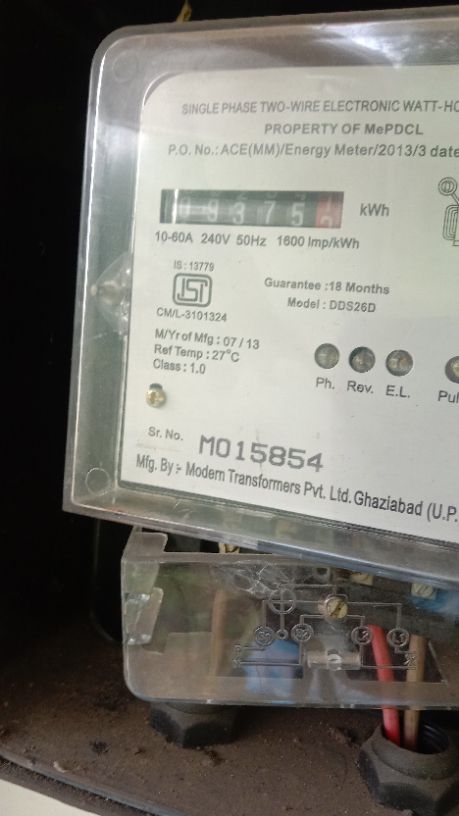 SINGLE PHASE TWO-WIRE ELECTRONIC WATT-HO
PROPERTY OF MePDCL
P.O. No.: ACE(MM)/Energy Meter/2013/3 date
9375 kWh
10-60A 240V 50Hz 1600 Imp/kWh
IS : 13779
ISI
CM/L-3101324
Guarantee :18 Months
Model : DDS26D
M/Yr of Mfg : 07 / 13
Ref Temp : 27°C
Class : 1.0
Ph. Rev. E.L. Pul
Sr. No. M015854
Mfg. By :- Modern Transformers Pvt. Ltd. Ghaziabad (U.P.